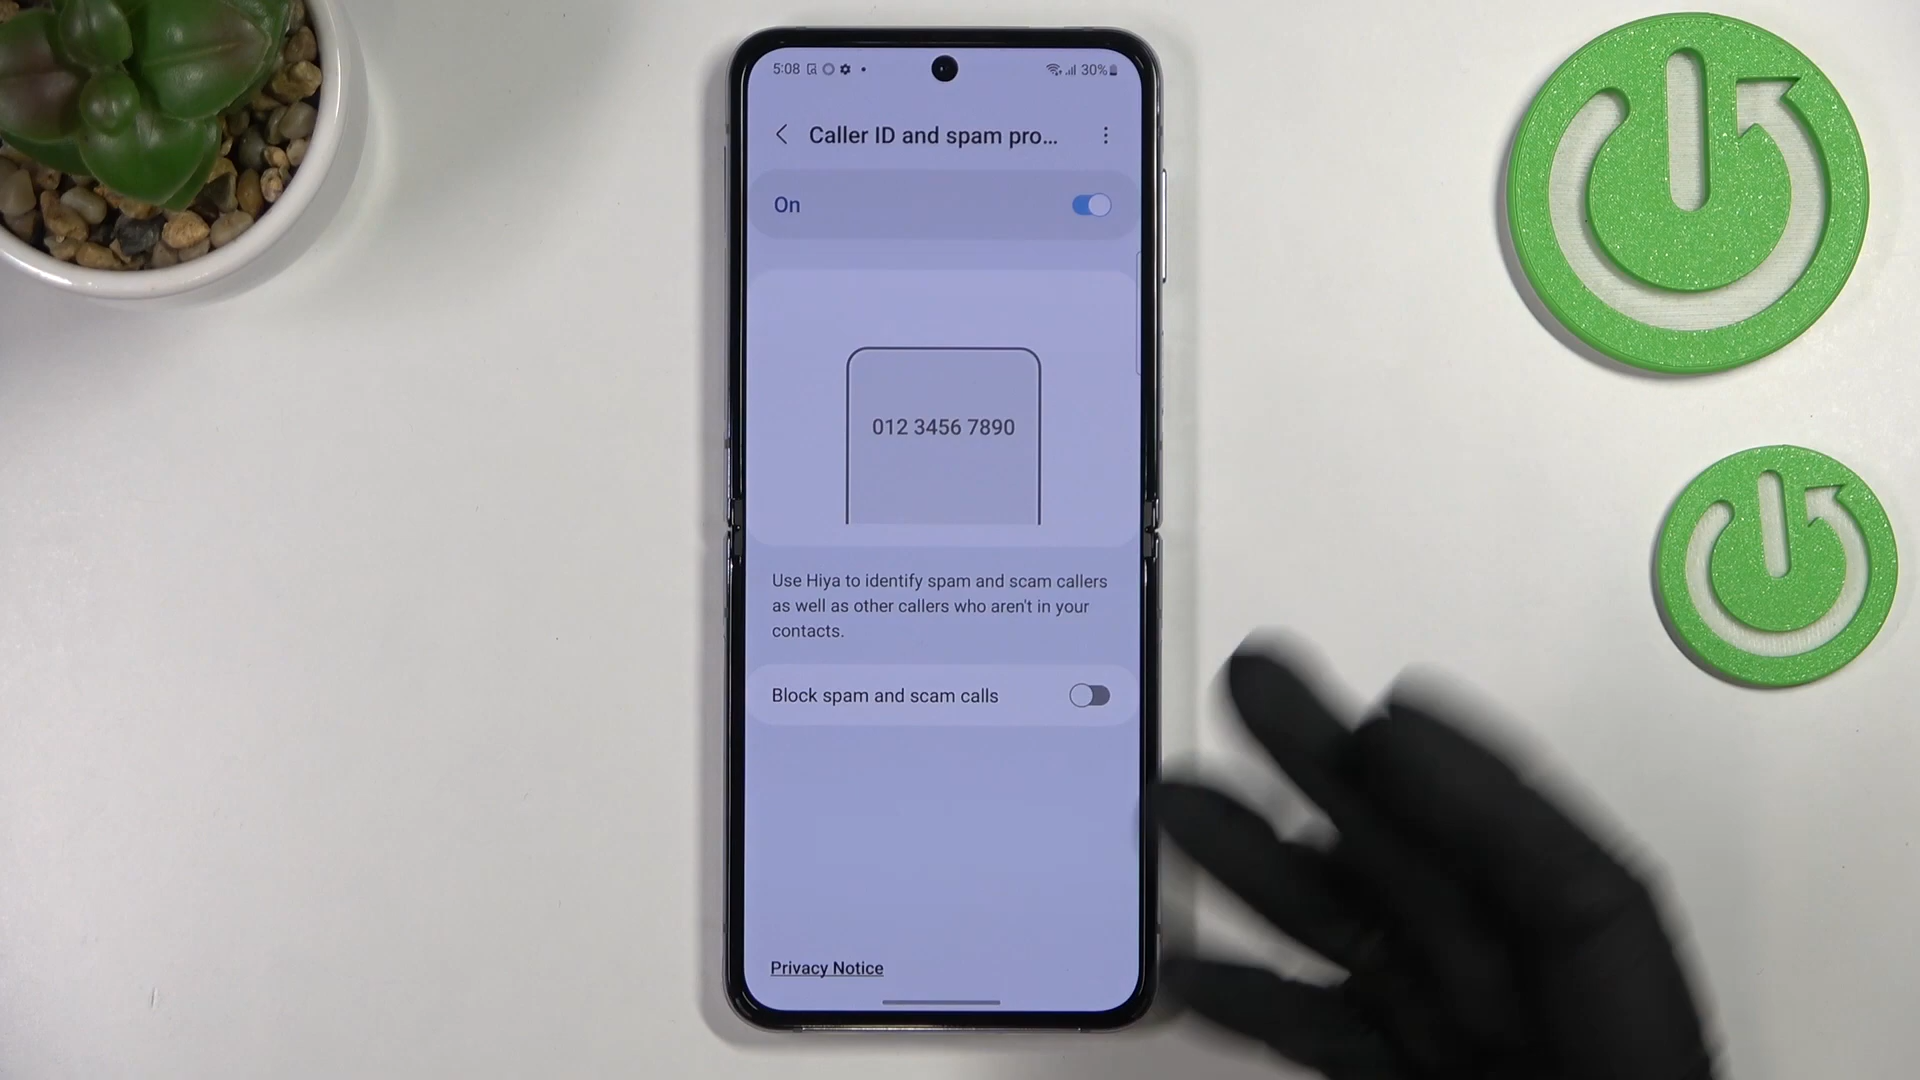 5:08
30%
Caller ID and spam pro...
On
012 3456 7890
Use Hiya to identify spam and scam callers
as well as other callers who aren't in your
contacts.
Block spam and scam calls
Privacy Notice